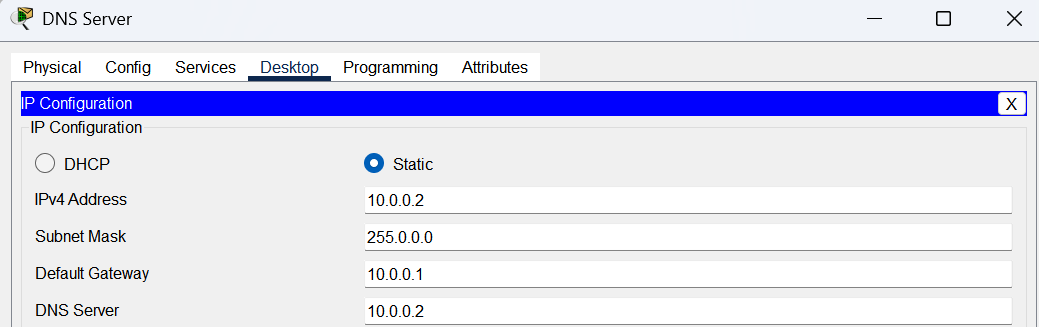 DNS Server
Physical Config Services Desktop Programming Attributes
IP Configuration X
IP Configuration
DHCP Static
IPv4 Address 10.0.0.2
Subnet Mask 255.0.0.0
Default Gateway 10.0.0.1
DNS Server 10.0.0.2